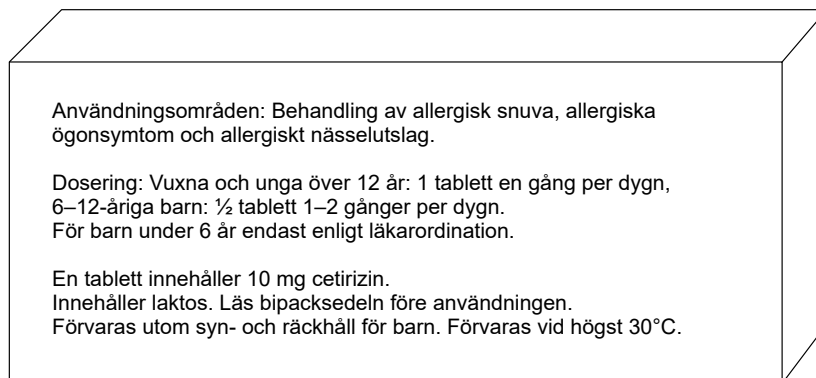 Användningsområden: Behandling av allergisk snuva, allergiska
ögonsymtom och allergiskt nässelutslag.
Dosering: Vuxna och unga över 12 år: 1 tablett en gång per dygn,
6–12-åriga barn: ½ tablett 1–2 gånger per dygn.
För barn under 6 år endast enligt läkarordination.
En tablett innehåller 10 mg cetirizin.
Innehåller laktos. Läs bipacksedeln före användningen.
Förvaras utom syn- och räckhåll för barn. Förvaras vid högst 30°C.